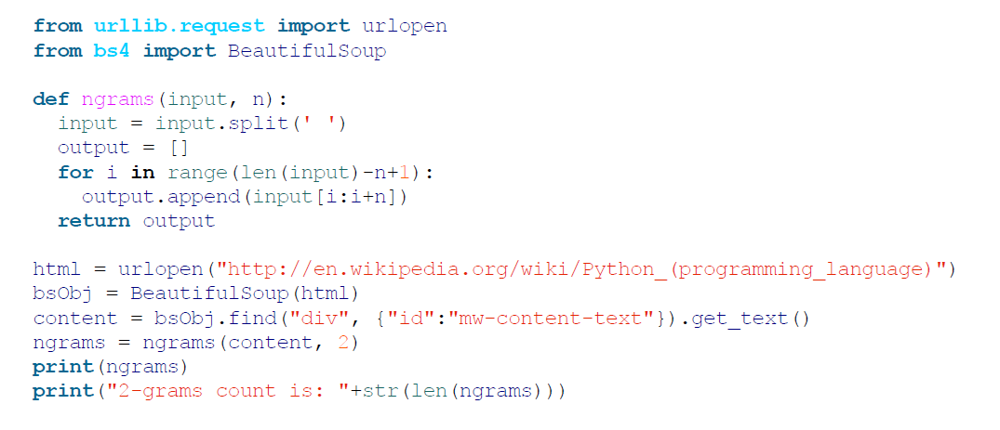 from urllib.request import urlopen
from bs4 import BeautifulSoup

def ngrams(input, n):
  input = input.split(' ')
  output = []
  for i in range(len(input)-n+1):
    output.append(input[i:i+n])
  return output

html = urlopen("http://en.wikipedia.org/wiki/Python_(programming_language)")
bsObj = BeautifulSoup(html)
content = bsObj.find("div", {"id":"mw-content-text"}).get_text()
ngrams = ngrams(content, 2)
print(ngrams)
print("2-grams count is: "+str(len(ngrams)))